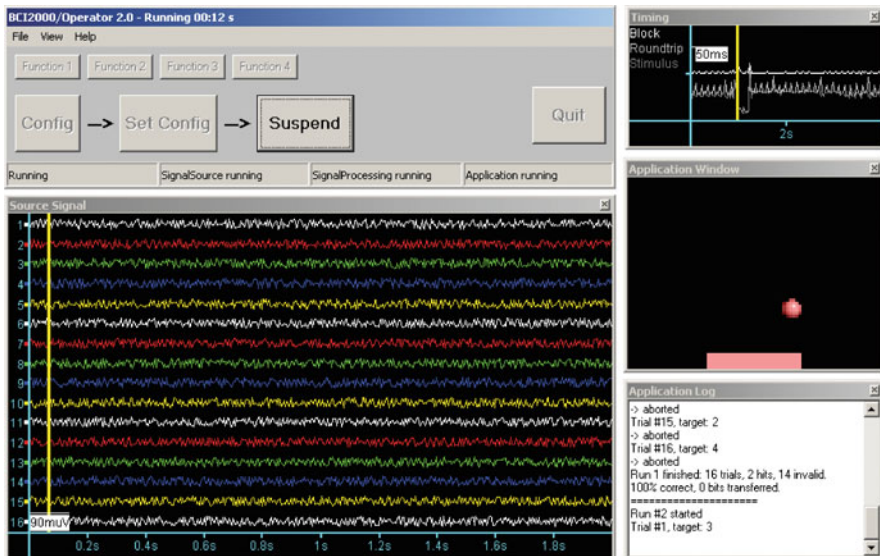 BCI2000/Operator 2.0 - Running 00:12 s
File View Help
Function 1 Function 2 Function 3 Function 4
Config -> Set Config -> Suspend Quit
Running SignalSource running SignalProcessing running Application running
Timing
Block
Roundtrip
Stimulus
50ms
2s
Source Signal
1
2
3
4
5
6
7
8
9
10
11
12
13
14
15
16 90muV
0.2s 0.4s 0.6s 0.8s 1s 1.2s 1.4s 1.6s 1.8s
Application Window
Application Log
-> aborted
Trial #15, target: 2
-> aborted
Trial #16, target: 4
-> aborted
Run 1 finished: 16 trials, 2 hits, 14 invalid.
100% correct, 0 bits transferred.
=====================
Run #2 started
Trial #1, target: 3